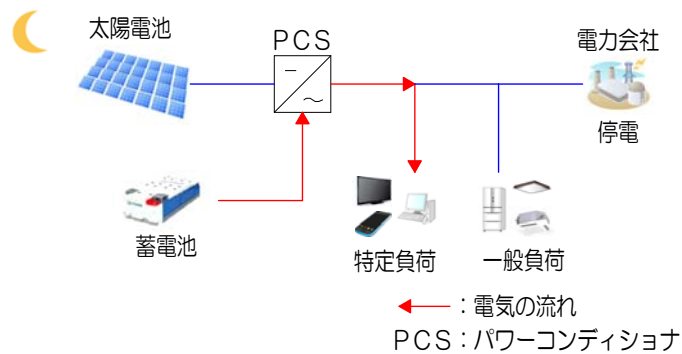 太陽電池
PCS
電力会社
停電
蓄電池
特定負荷
一般負荷
：電気の流れ
PCS：パワーコンディショナ